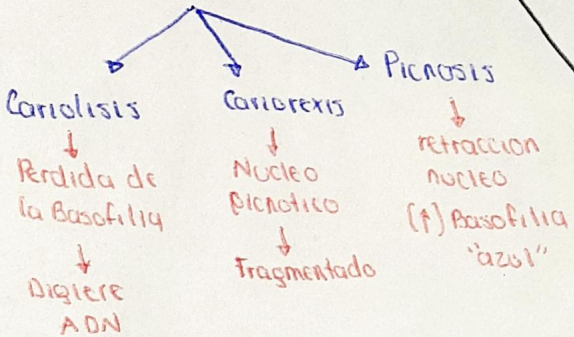 Cariolisis
Perdida de
la Basofilia
Digiere
ADN
Cariorexis
Nucleo
picnotico
fragmentado
Picnosis
retraccion
nucleo
(↑) Basofilia
"azul"